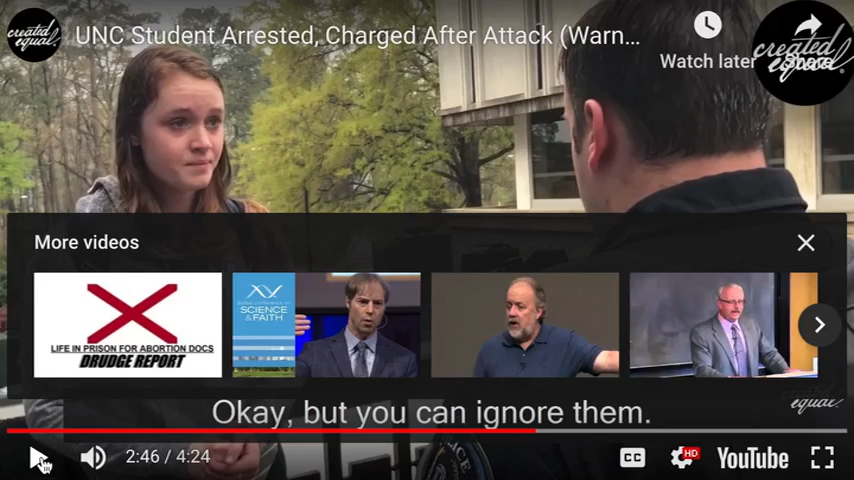 created equal.
UNC Student Arrested, Charged After Attack (Warn...
Watch later
Share
created equal
More videos
LIFE IN PRISON FOR ABORTION DOCS
DRUDGE REPORT
SCIENCE
& FAITH
created
equal.
Okay, but you can ignore them.
2:46 / 4:24
CC
HD
YouTube